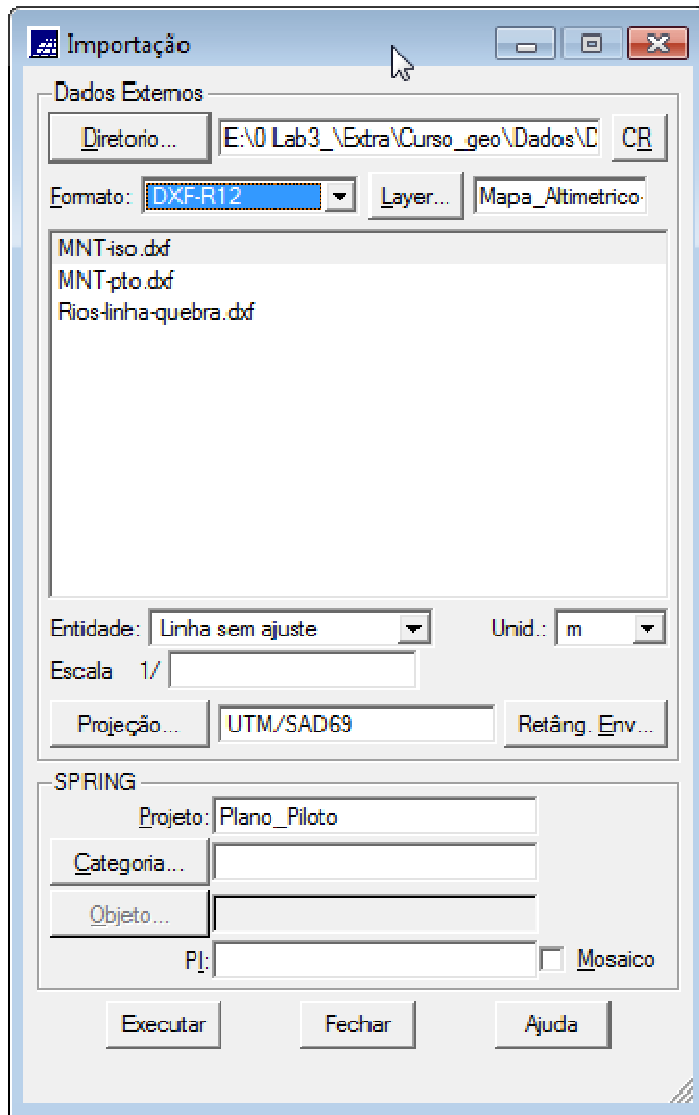 Importação
Dados Externos
Diretorio... E:\0 Lab3_\Extra\Curso_geo\Dados\D CR
Formato: DXF-R12 Layer... Mapa_Altimetrico-
MNT-iso.dxf
MNT-pto.dxf
Rios-linha-quebra.dxf
Entidade: Linha sem ajuste Unid.: m
Escala 1/
Projeção... UTM/SAD69 Retâng. Env...
SPRING
Projeto: Plano_Piloto
Categoria...
Objeto...
PI: Mosaico
Executar Fechar Ajuda